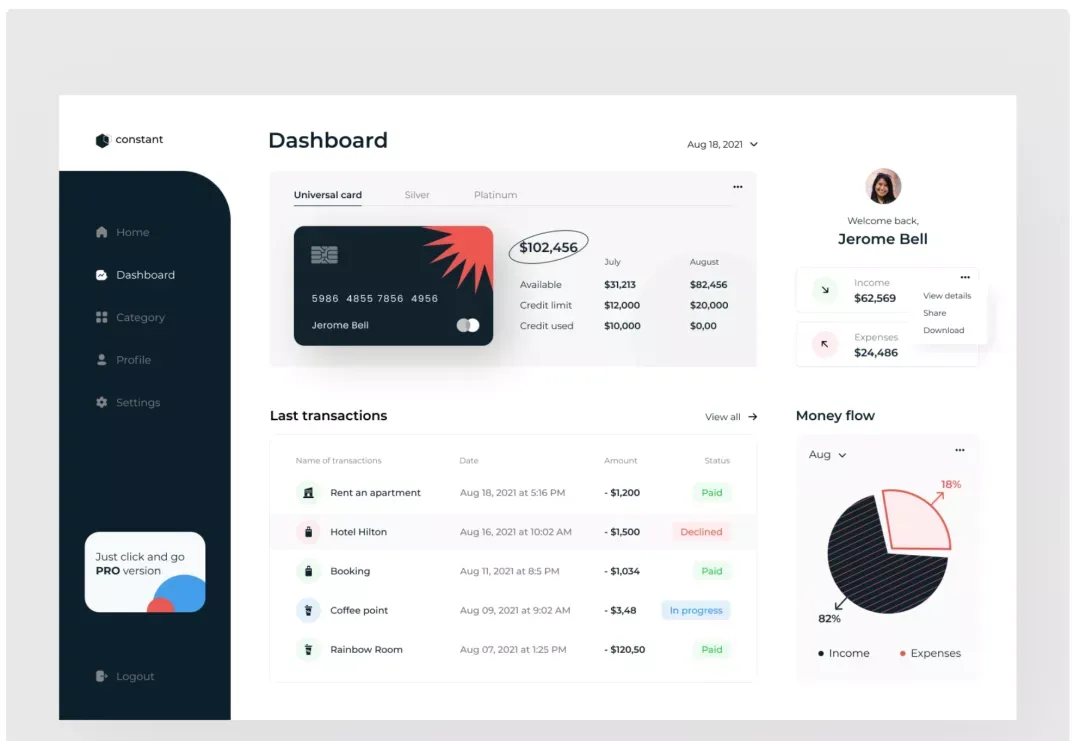 constant
Home
Dashboard
Category
Profile
Settings
Just click and go
PRO version
Logout
Dashboard
Aug 18, 2021
Universal card Silver Platinum
5986 4855 7856 4956
Jerome Bell
$102,456
July August
Available $31,213 $82,456
Credit limit $12,000 $20,000
Credit used $10,000 $0,00
Last transactions
View all
Name of transactions Date Amount Status
Rent an apartment Aug 18, 2021 at 5:16 PM - $1,200 Paid
Hotel Hilton Aug 16, 2021 at 10:02 AM - $1,500 Declined
Booking Aug 11, 2021 at 8:5 PM - $1,034 Paid
Coffee point Aug 09, 2021 at 9:02 AM - $3,48 In progress
Rainbow Room Aug 07, 2021 at 1:25 PM - $120,50 Paid
Welcome back,
Jerome Bell
Income
$62,569
View details
Share
Download
Expenses
$24,486
Money flow
Aug
18%
82%
Income Expenses